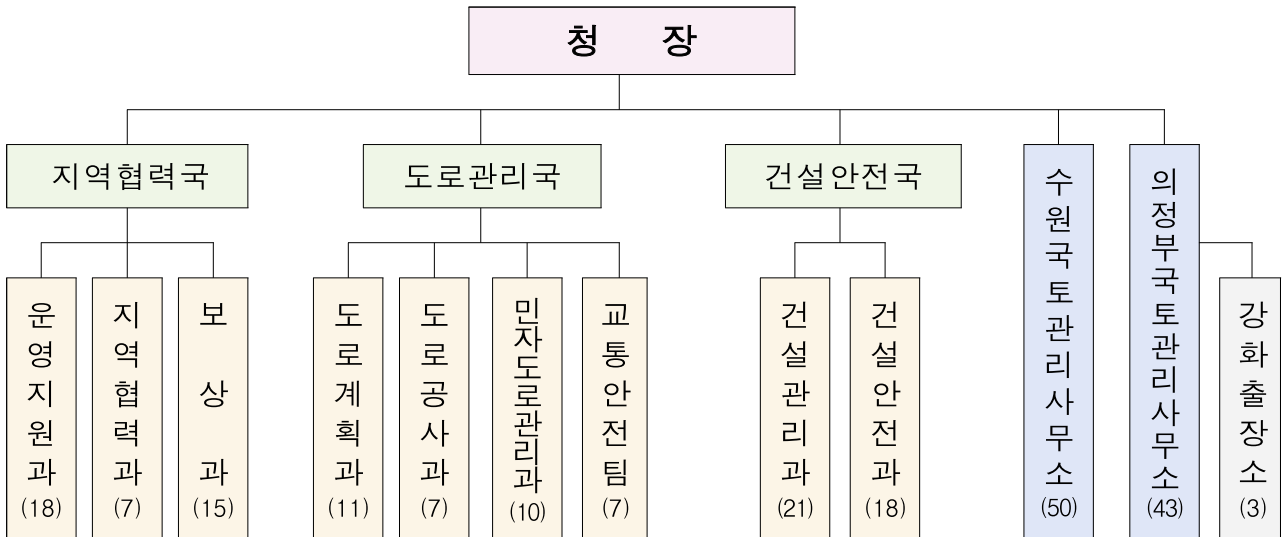 청 장
지역협력국
도로관리국
건설안전국
운영지원과
(18)
지역협력과
(7)
보상과
(15)
도로계획과
(11)
도로공사과
(7)
민자도로관리과
(10)
교통안전팀
(7)
건설관리과
(21)
건설안전과
(18)
수원국토관리사무소
(50)
의정부국토관리사무소
(43)
강화출장소
(3)